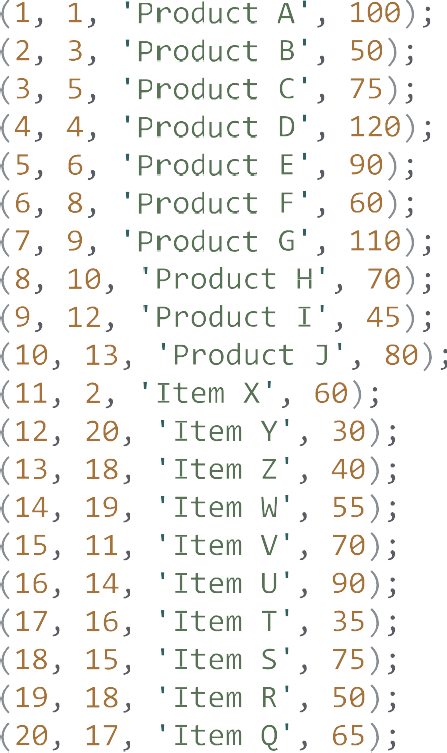 (1, 1, 'Product A', 100);
(2, 3, 'Product B', 50);
(3, 5, 'Product C', 75);
(4, 4, 'Product D', 120);
(5, 6, 'Product E', 90);
(6, 8, 'Product F', 60);
(7, 9, 'Product G', 110);
(8, 10, 'Product H', 70);
(9, 12, 'Product I', 45);
(10, 13, 'Product J', 80);
(11, 2, 'Item X', 60);
(12, 20, 'Item Y', 30);
(13, 18, 'Item Z', 40);
(14, 19, 'Item W', 55);
(15, 11, 'Item V', 70);
(16, 14, 'Item U', 90);
(17, 16, 'Item T', 35);
(18, 15, 'Item S', 75);
(19, 18, 'Item R', 50);
(20, 17, 'Item Q', 65);